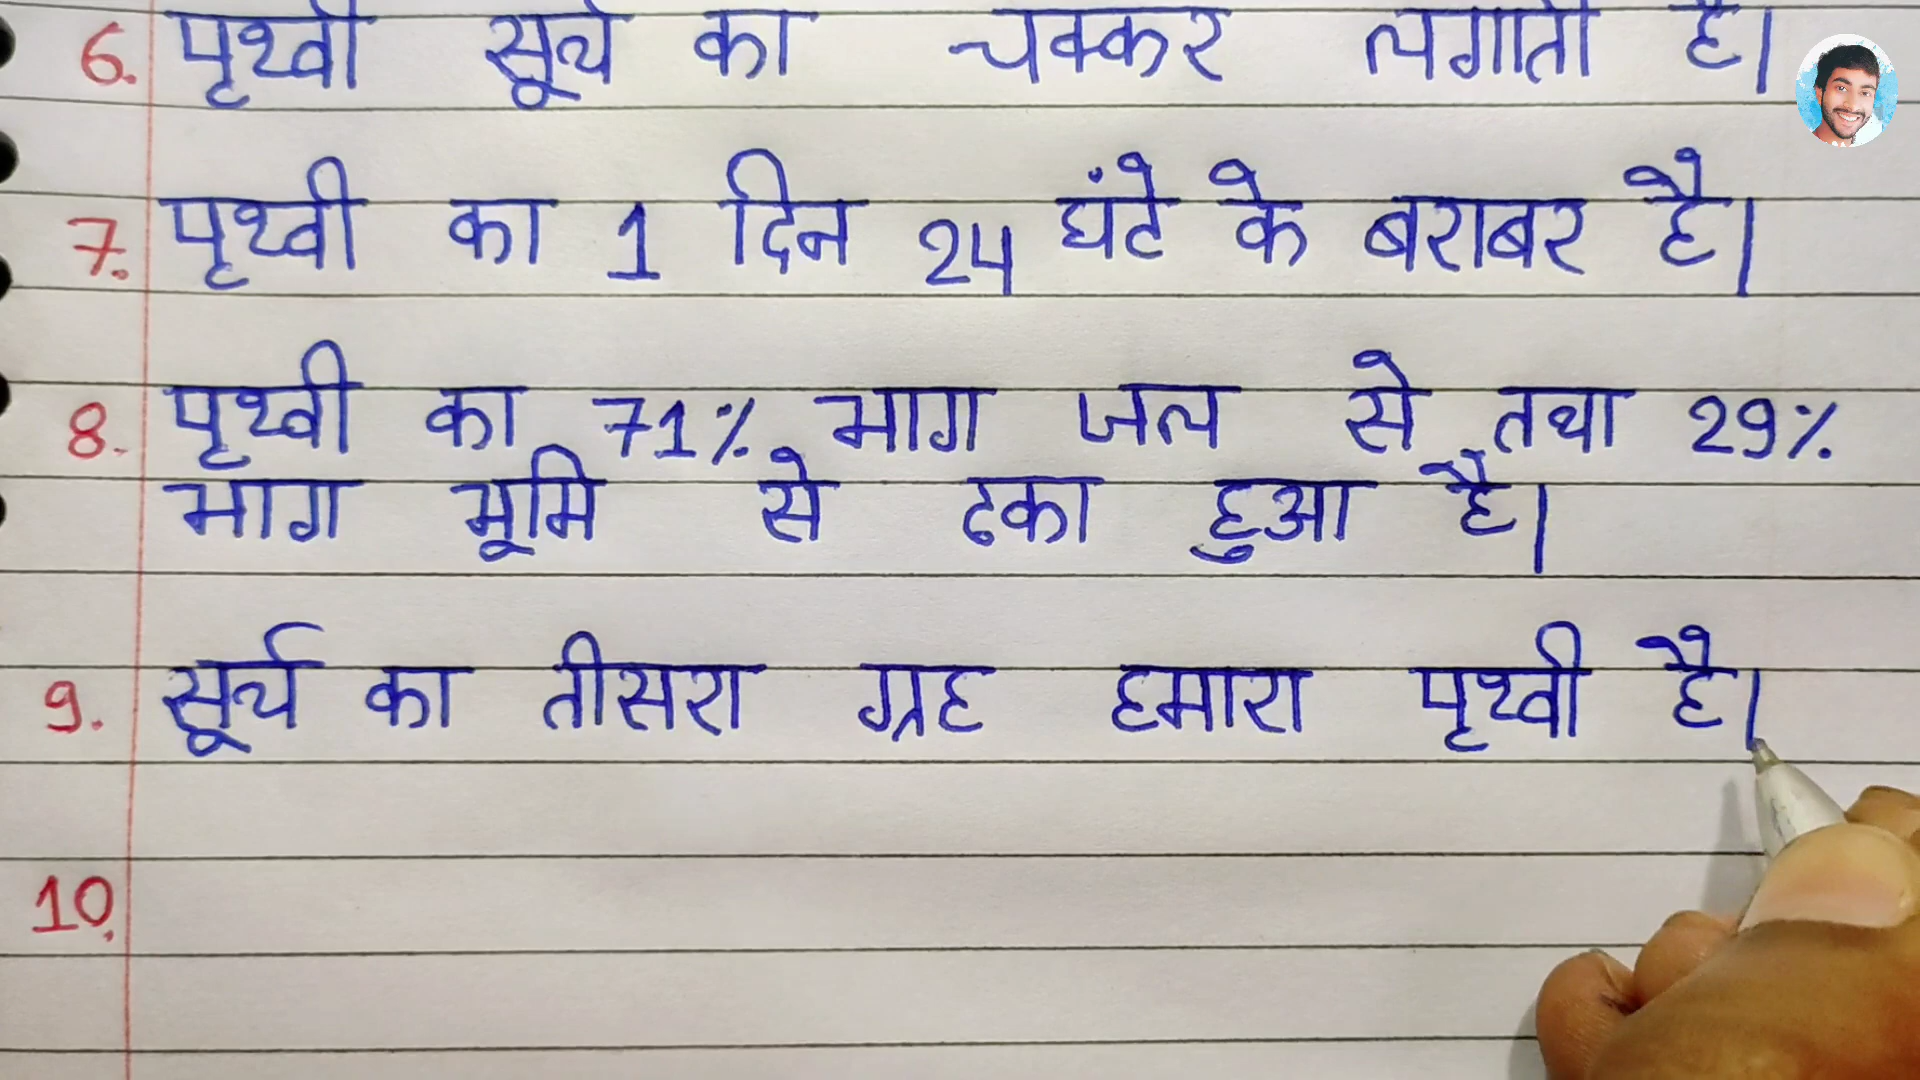 6. पृथ्वी सूर्य का चक्कर लगाती है।
7. पृथ्वी का 1 दिन 24 घंटे के बराबर है।
8. पृथ्वी का 71% भाग जल से तथा 29%
भाग भूमि से ढका हुआ है।
9. सूर्य का तीसरा ग्रह हमारा पृथ्वी है।
10.